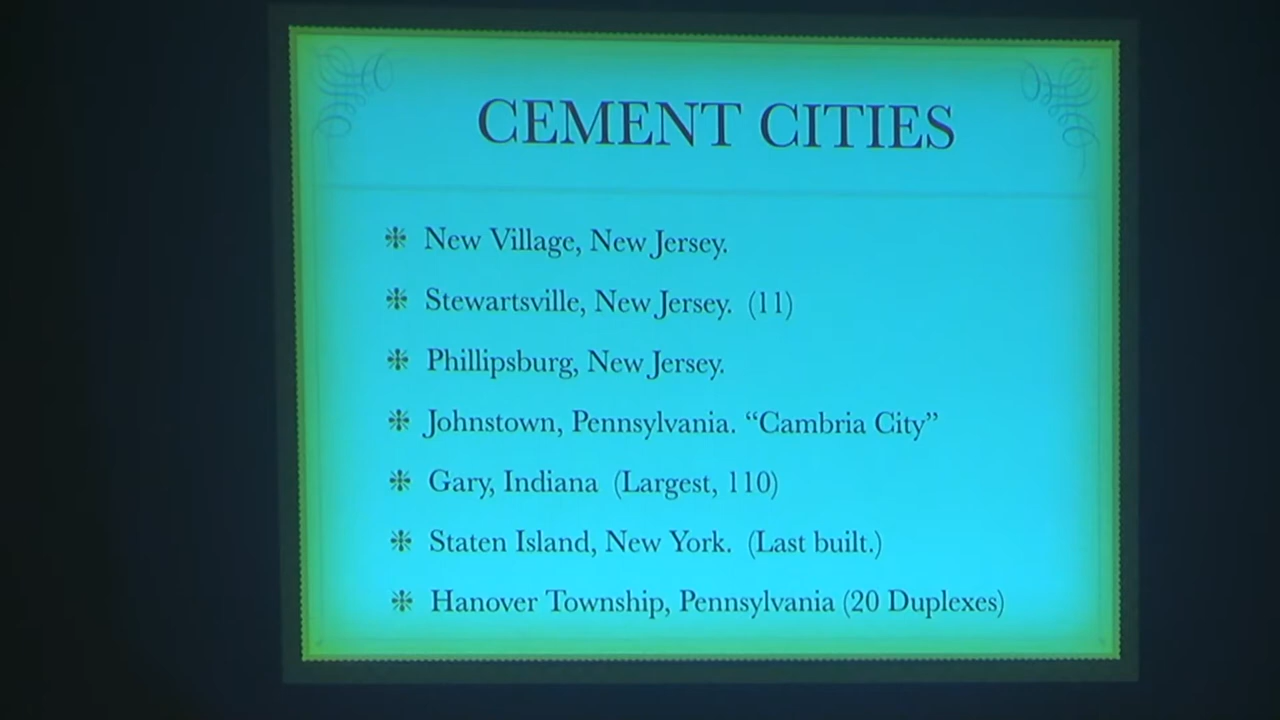 CEMENT CITIES
New Village, New Jersey.
Stewartsville, New Jersey. (11)
Phillipsburg, New Jersey.
Johnstown, Pennsylvania. “Cambria City”
Gary, Indiana (Largest, 110)
Staten Island, New York. (Last built.)
Hanover Township, Pennsylvania (20 Duplexes)